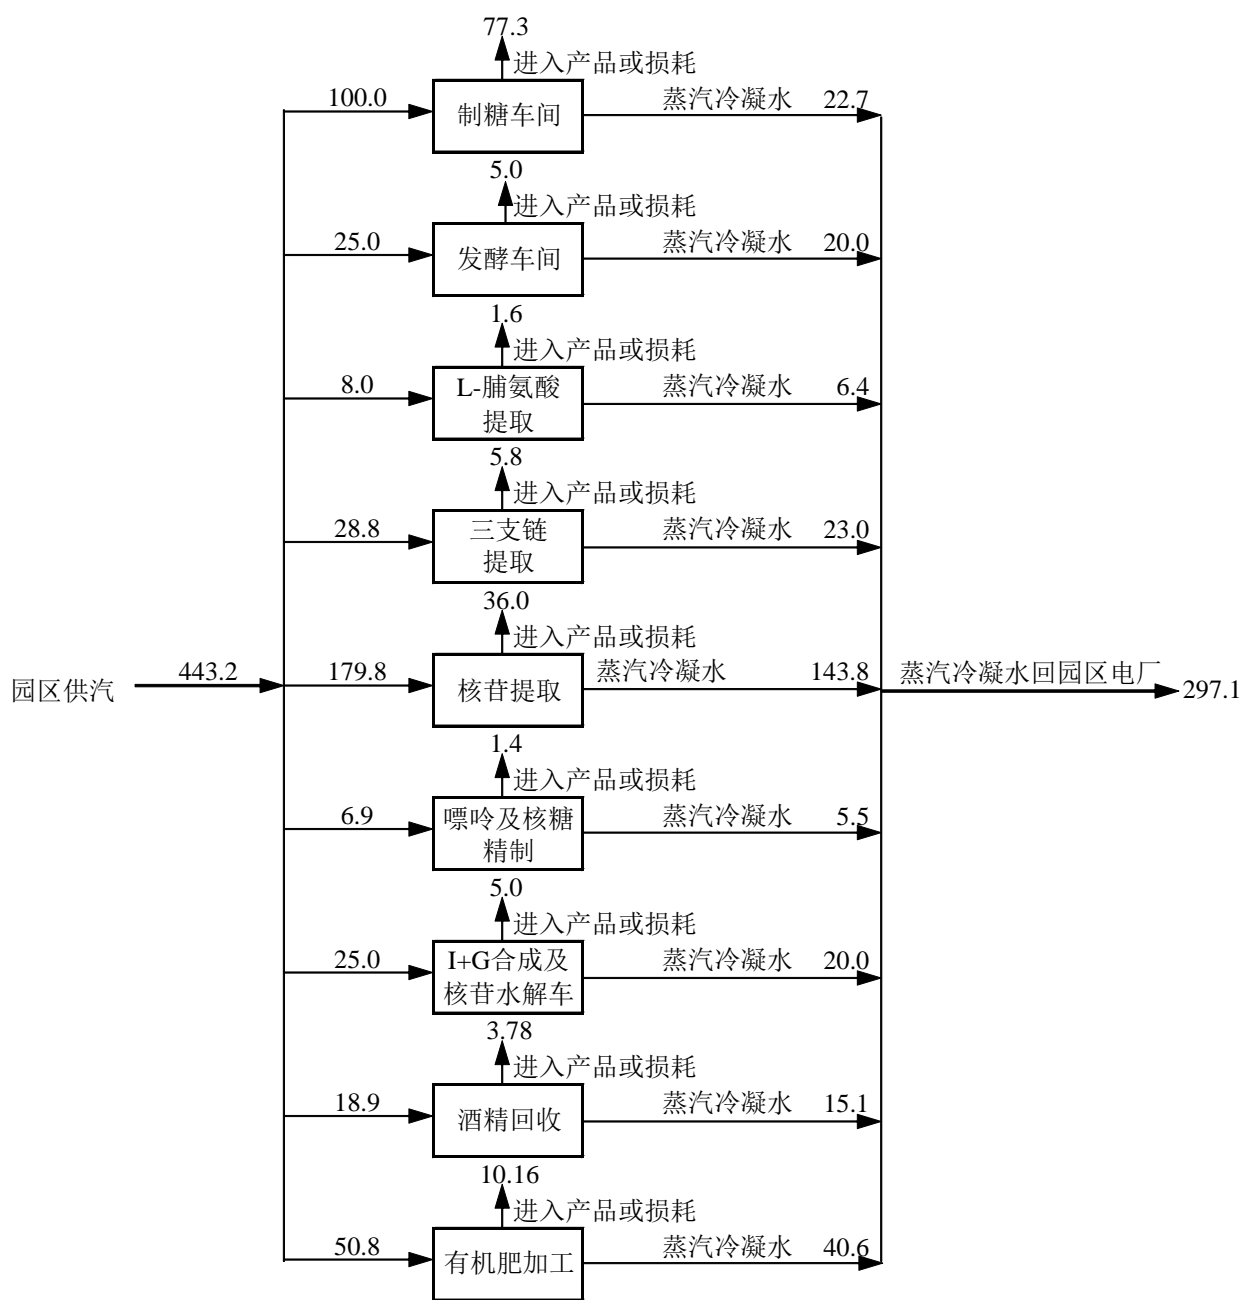 77.3
进入产品或损耗
100.0
制糖车间
蒸汽冷凝水 22.7
5.0
进入产品或损耗
25.0
发酵车间
蒸汽冷凝水 20.0
1.6
进入产品或损耗
8.0
L-脯氨酸
提取
蒸汽冷凝水 6.4
5.8
进入产品或损耗
28.8
三支链
提取
蒸汽冷凝水 23.0
36.0
进入产品或损耗
园区供汽
443.2
179.8
核苷提取
蒸汽冷凝水 143.8
蒸汽冷凝水回园区电厂
297.1
1.4
进入产品或损耗
6.9
嘌呤及核糖
精制
蒸汽冷凝水 5.5
5.0
进入产品或损耗
25.0
I+G合成及
核苷水解车
蒸汽冷凝水 20.0
3.78
进入产品或损耗
18.9
酒精回收
蒸汽冷凝水 15.1
10.16
进入产品或损耗
50.8
有机肥加工
蒸汽冷凝水 40.6